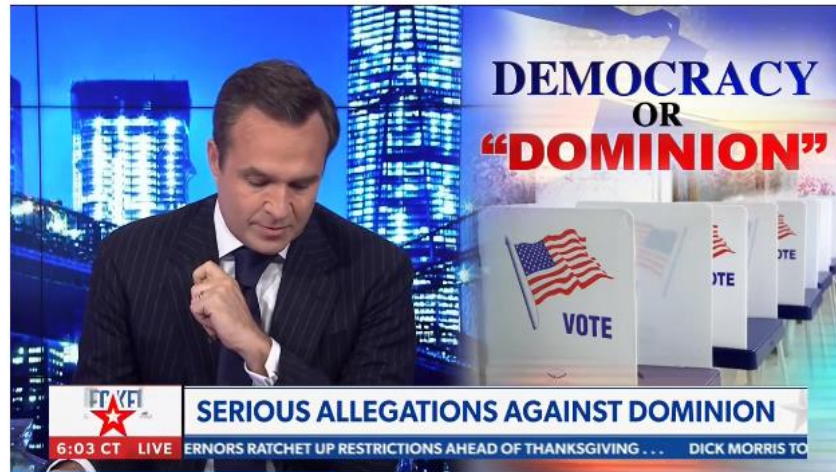 DEMOCRACY
OR
“DOMINION”
VOTE
OTE
OTE
SERIOUS ALLEGATIONS AGAINST DOMINION
6:03 CT LIVE ERNORS RATCHET UP RESTRICTIONS AHEAD OF THANKSGIVING . . . DICK MORRIS TO